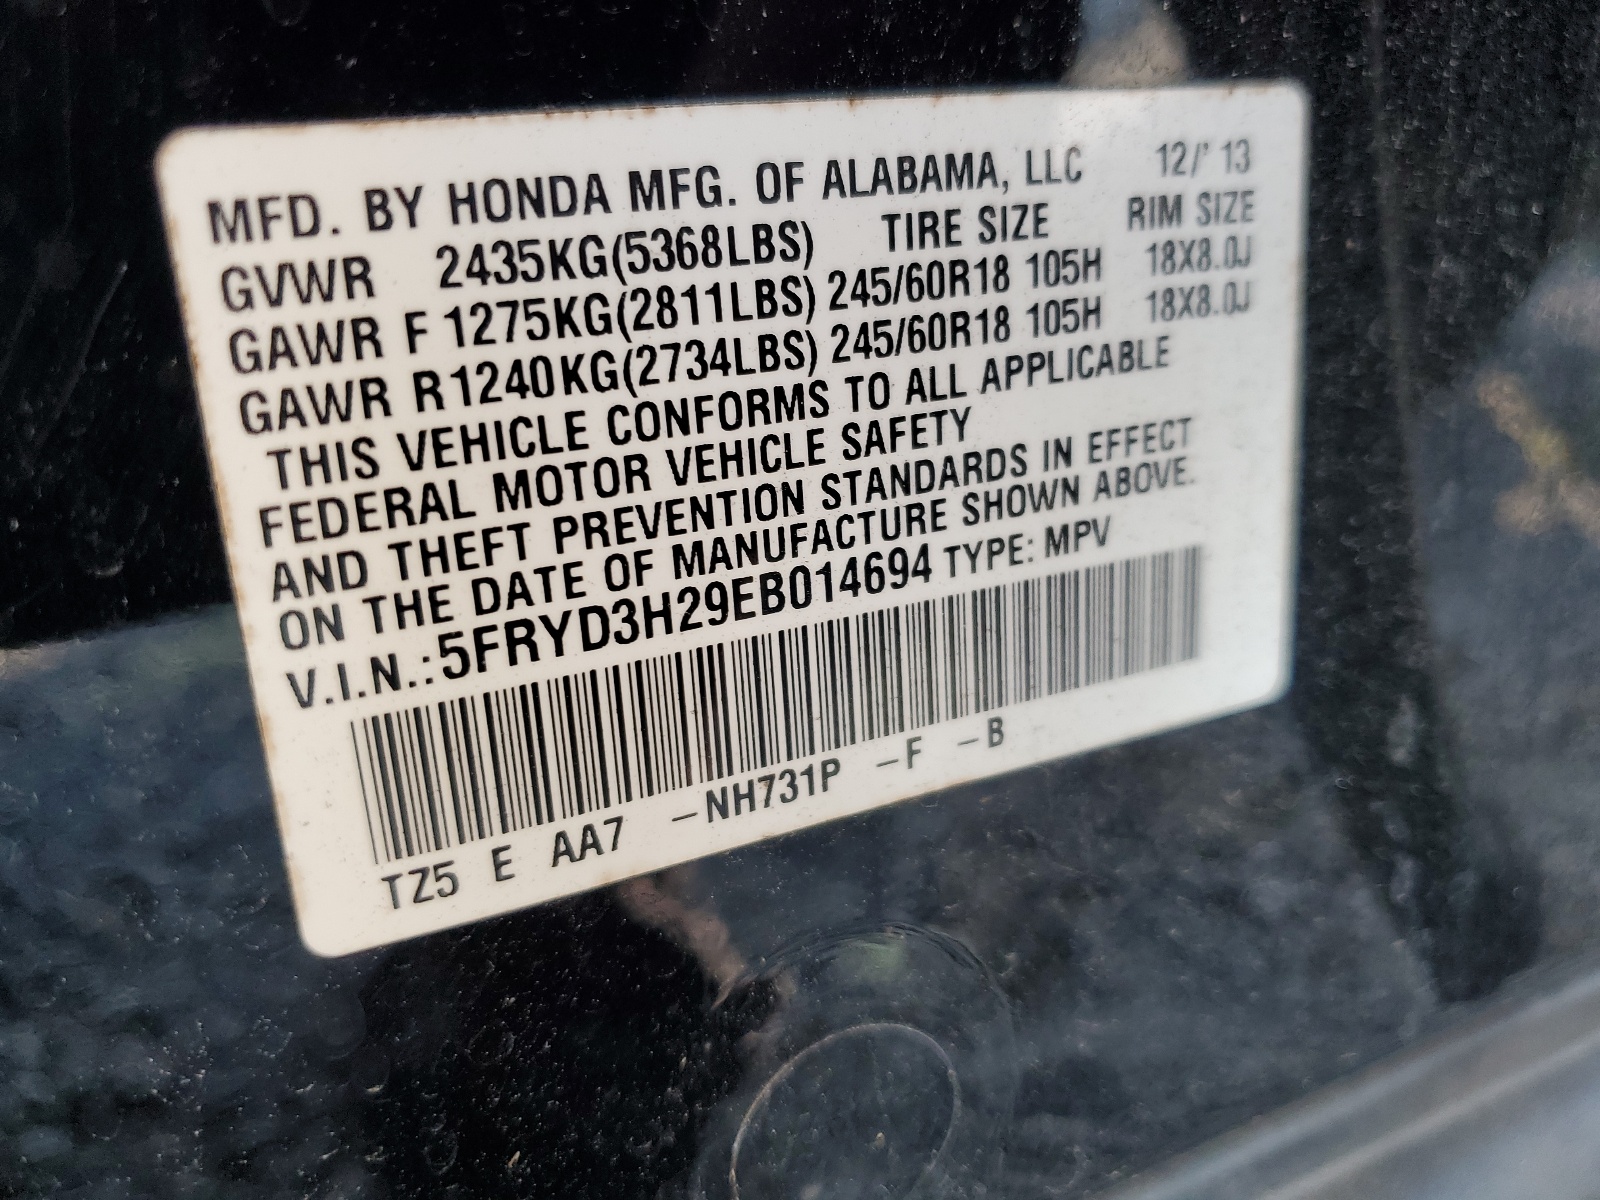 MFD. BY HONDA MFG. OF ALABAMA, LLC 12/' 13
GVWR 2435KG(5368LBS) TIRE SIZE RIM SIZE
GAWR F 1275KG(2811LBS) 245/60R18 105H 18X8.0J
GAWR R 1240KG(2734LBS) 245/60R18 105H 18X8.0J
THIS VEHICLE CONFORMS TO ALL APPLICABLE
FEDERAL MOTOR VEHICLE SAFETY
AND THEFT PREVENTION STANDARDS IN EFFECT
ON THE DATE OF MANUFACTURE SHOWN ABOVE.
V.I.N.: 5FRYD3H29EB014694 TYPE: MPV
TZ5 E AA7 -NH731P -F -B